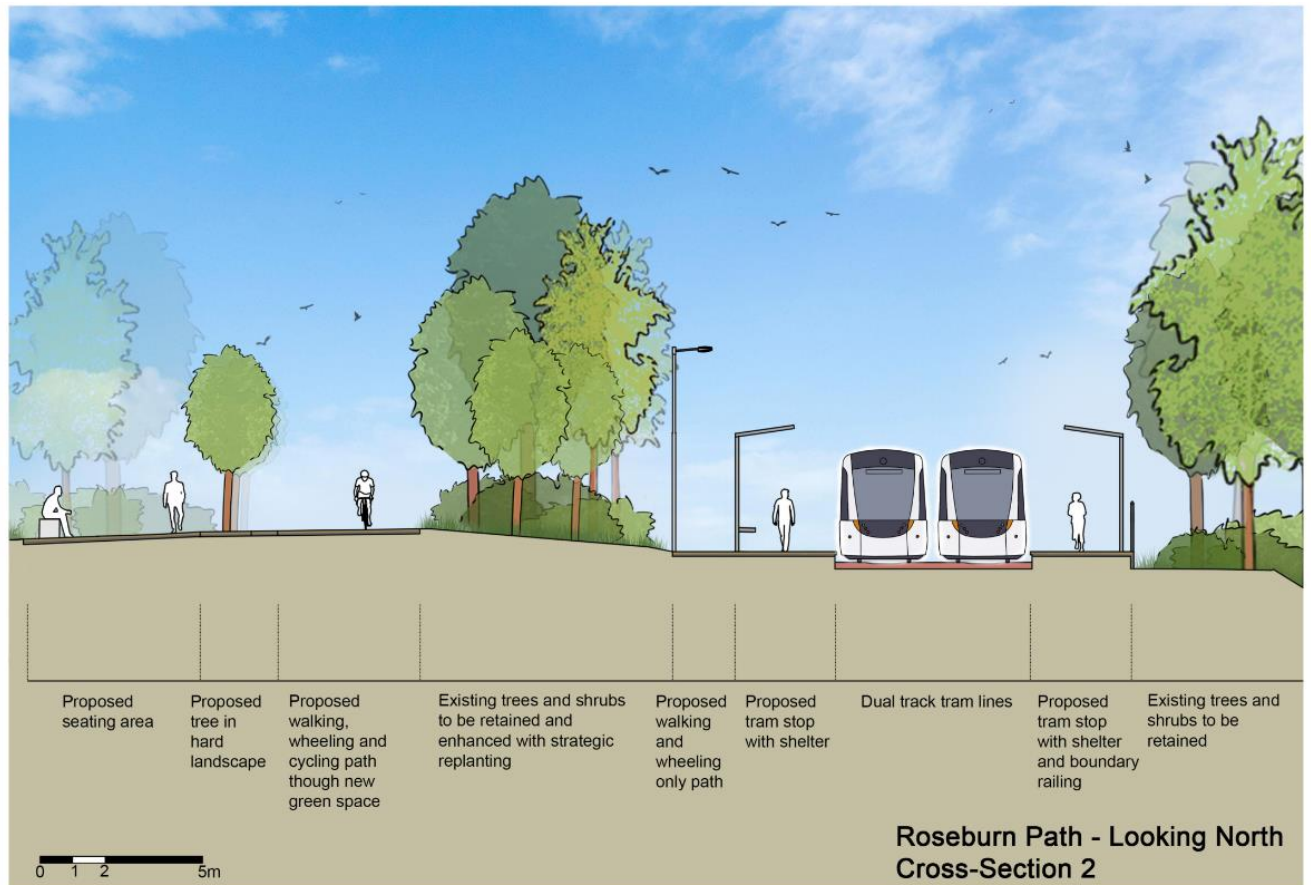 Proposed
seating area
Proposed
tree in
hard
landscape
Proposed
walking,
wheeling and
cycling path
though new
green space
Existing trees and shrubs
to be retained and
enhanced with strategic
replanting
Proposed
walking
and
wheeling
only path
Proposed
tram stop
with shelter
Dual track tram lines
Proposed
tram stop
with shelter
and boundary
railing
Existing trees and
shrubs to be
retained
0 1 2 5m
Roseburn Path - Looking North
Cross-Section 2